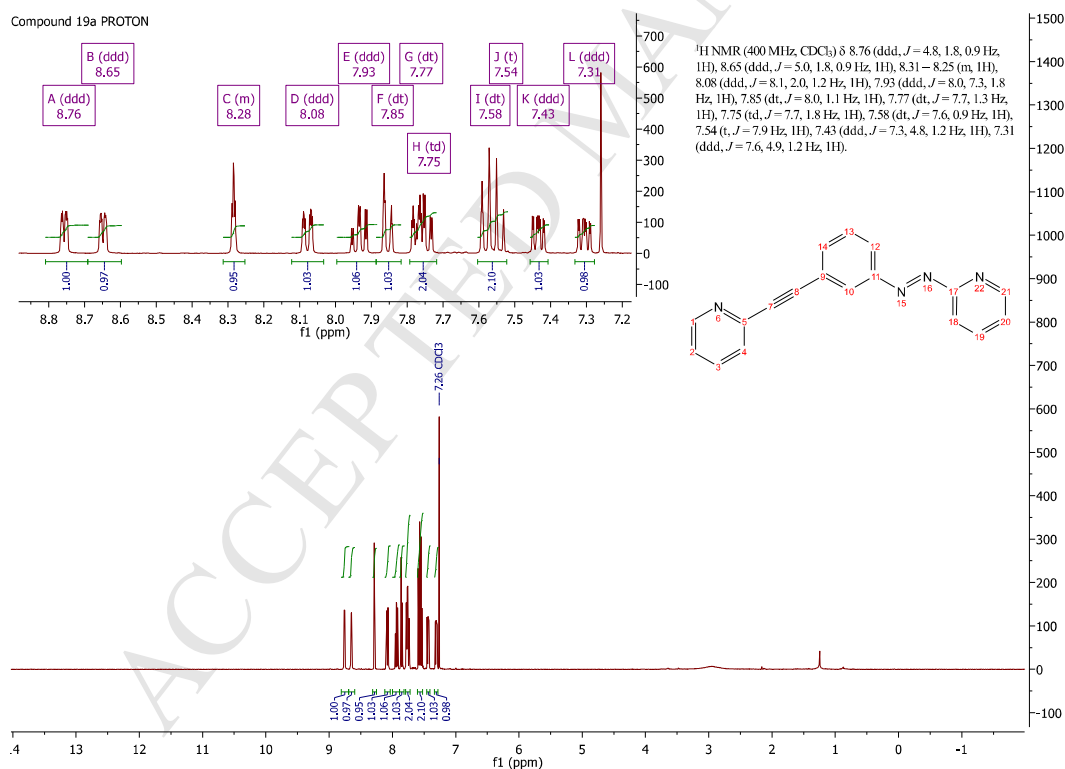 Compound 19a PROTON
B (ddd)
8.65
E (ddd)
7.93
G (dt)
7.77
J (t)
7.54
L (ddd)
7.31
A (ddd)
8.76
C (m)
8.28
D (ddd)
8.08
F (dt)
7.85
I (dt)
7.58
K (ddd)
7.43
H (td)
7.75
700
600
500
400
300
200
100
0
-100
1.00
0.97
0.95
1.03
1.06
1.03
2.04
2.10
1.03
0.98
8.8 8.7 8.6 8.5 8.4 8.3 8.2 8.1 8.0 7.9 7.8 7.7 7.6 7.5 7.4 7.3 7.2
f1 (ppm)
¹H NMR (400 MHz, CDCl₃) δ 8.76 (ddd, J = 4.8, 1.8, 0.9 Hz,
1H), 8.65 (ddd, J = 5.0, 1.8, 0.9 Hz, 1H), 8.31 – 8.25 (m, 1H),
8.08 (ddd, J = 8.1, 2.0, 1.2 Hz, 1H), 7.93 (ddd, J = 8.0, 7.3, 1.8
Hz, 1H), 7.85 (dt, J = 8.0, 1.1 Hz, 1H), 7.77 (dt, J = 7.7, 1.3 Hz,
1H), 7.75 (td, J = 7.7, 1.8 Hz, 1H), 7.58 (dt, J = 7.6, 0.9 Hz, 1H),
7.54 (t, J = 7.9 Hz, 1H), 7.43 (ddd, J = 7.3, 4.8, 1.2 Hz, 1H), 7.31
(ddd, J = 7.6, 4.9, 1.2 Hz, 1H).
13
14
12
9
11
10
8
7
N
15
N
16
17
N
22
21
20
19
18
N
6
1
2
3
4
5
7.26 CDCl3
1500
1400
1300
1200
1100
1000
900
800
700
600
500
400
300
200
100
0
-100
1.00
0.97
0.95
1.03
1.06
1.03
2.04
2.10
1.03
0.98
.4 13 12 11 10 9 8 7 6 5 4 3 2 1 0 -1
f1 (ppm)
ACCEPTED MA